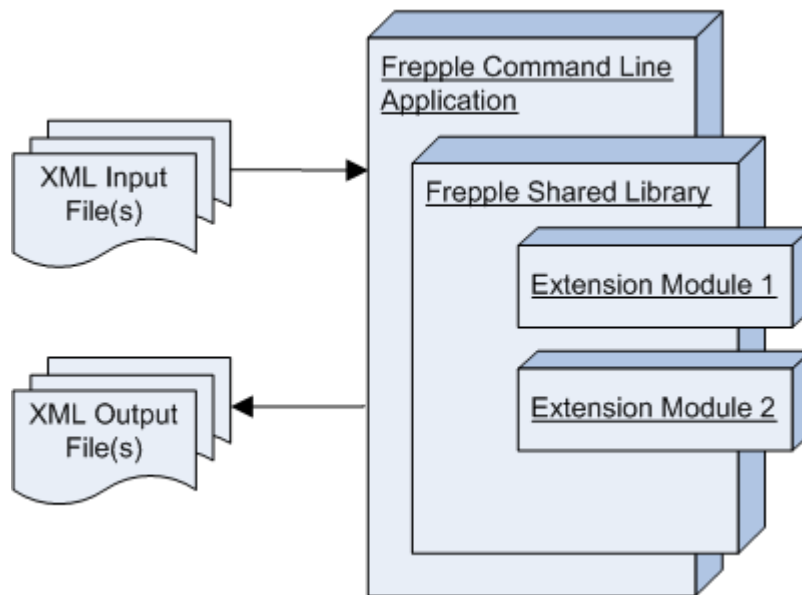 Frepple Command Line
Application
XML Input
File(s)
Frepple Shared Library
Extension Module 1
XML Output
File(s)
Extension Module 2